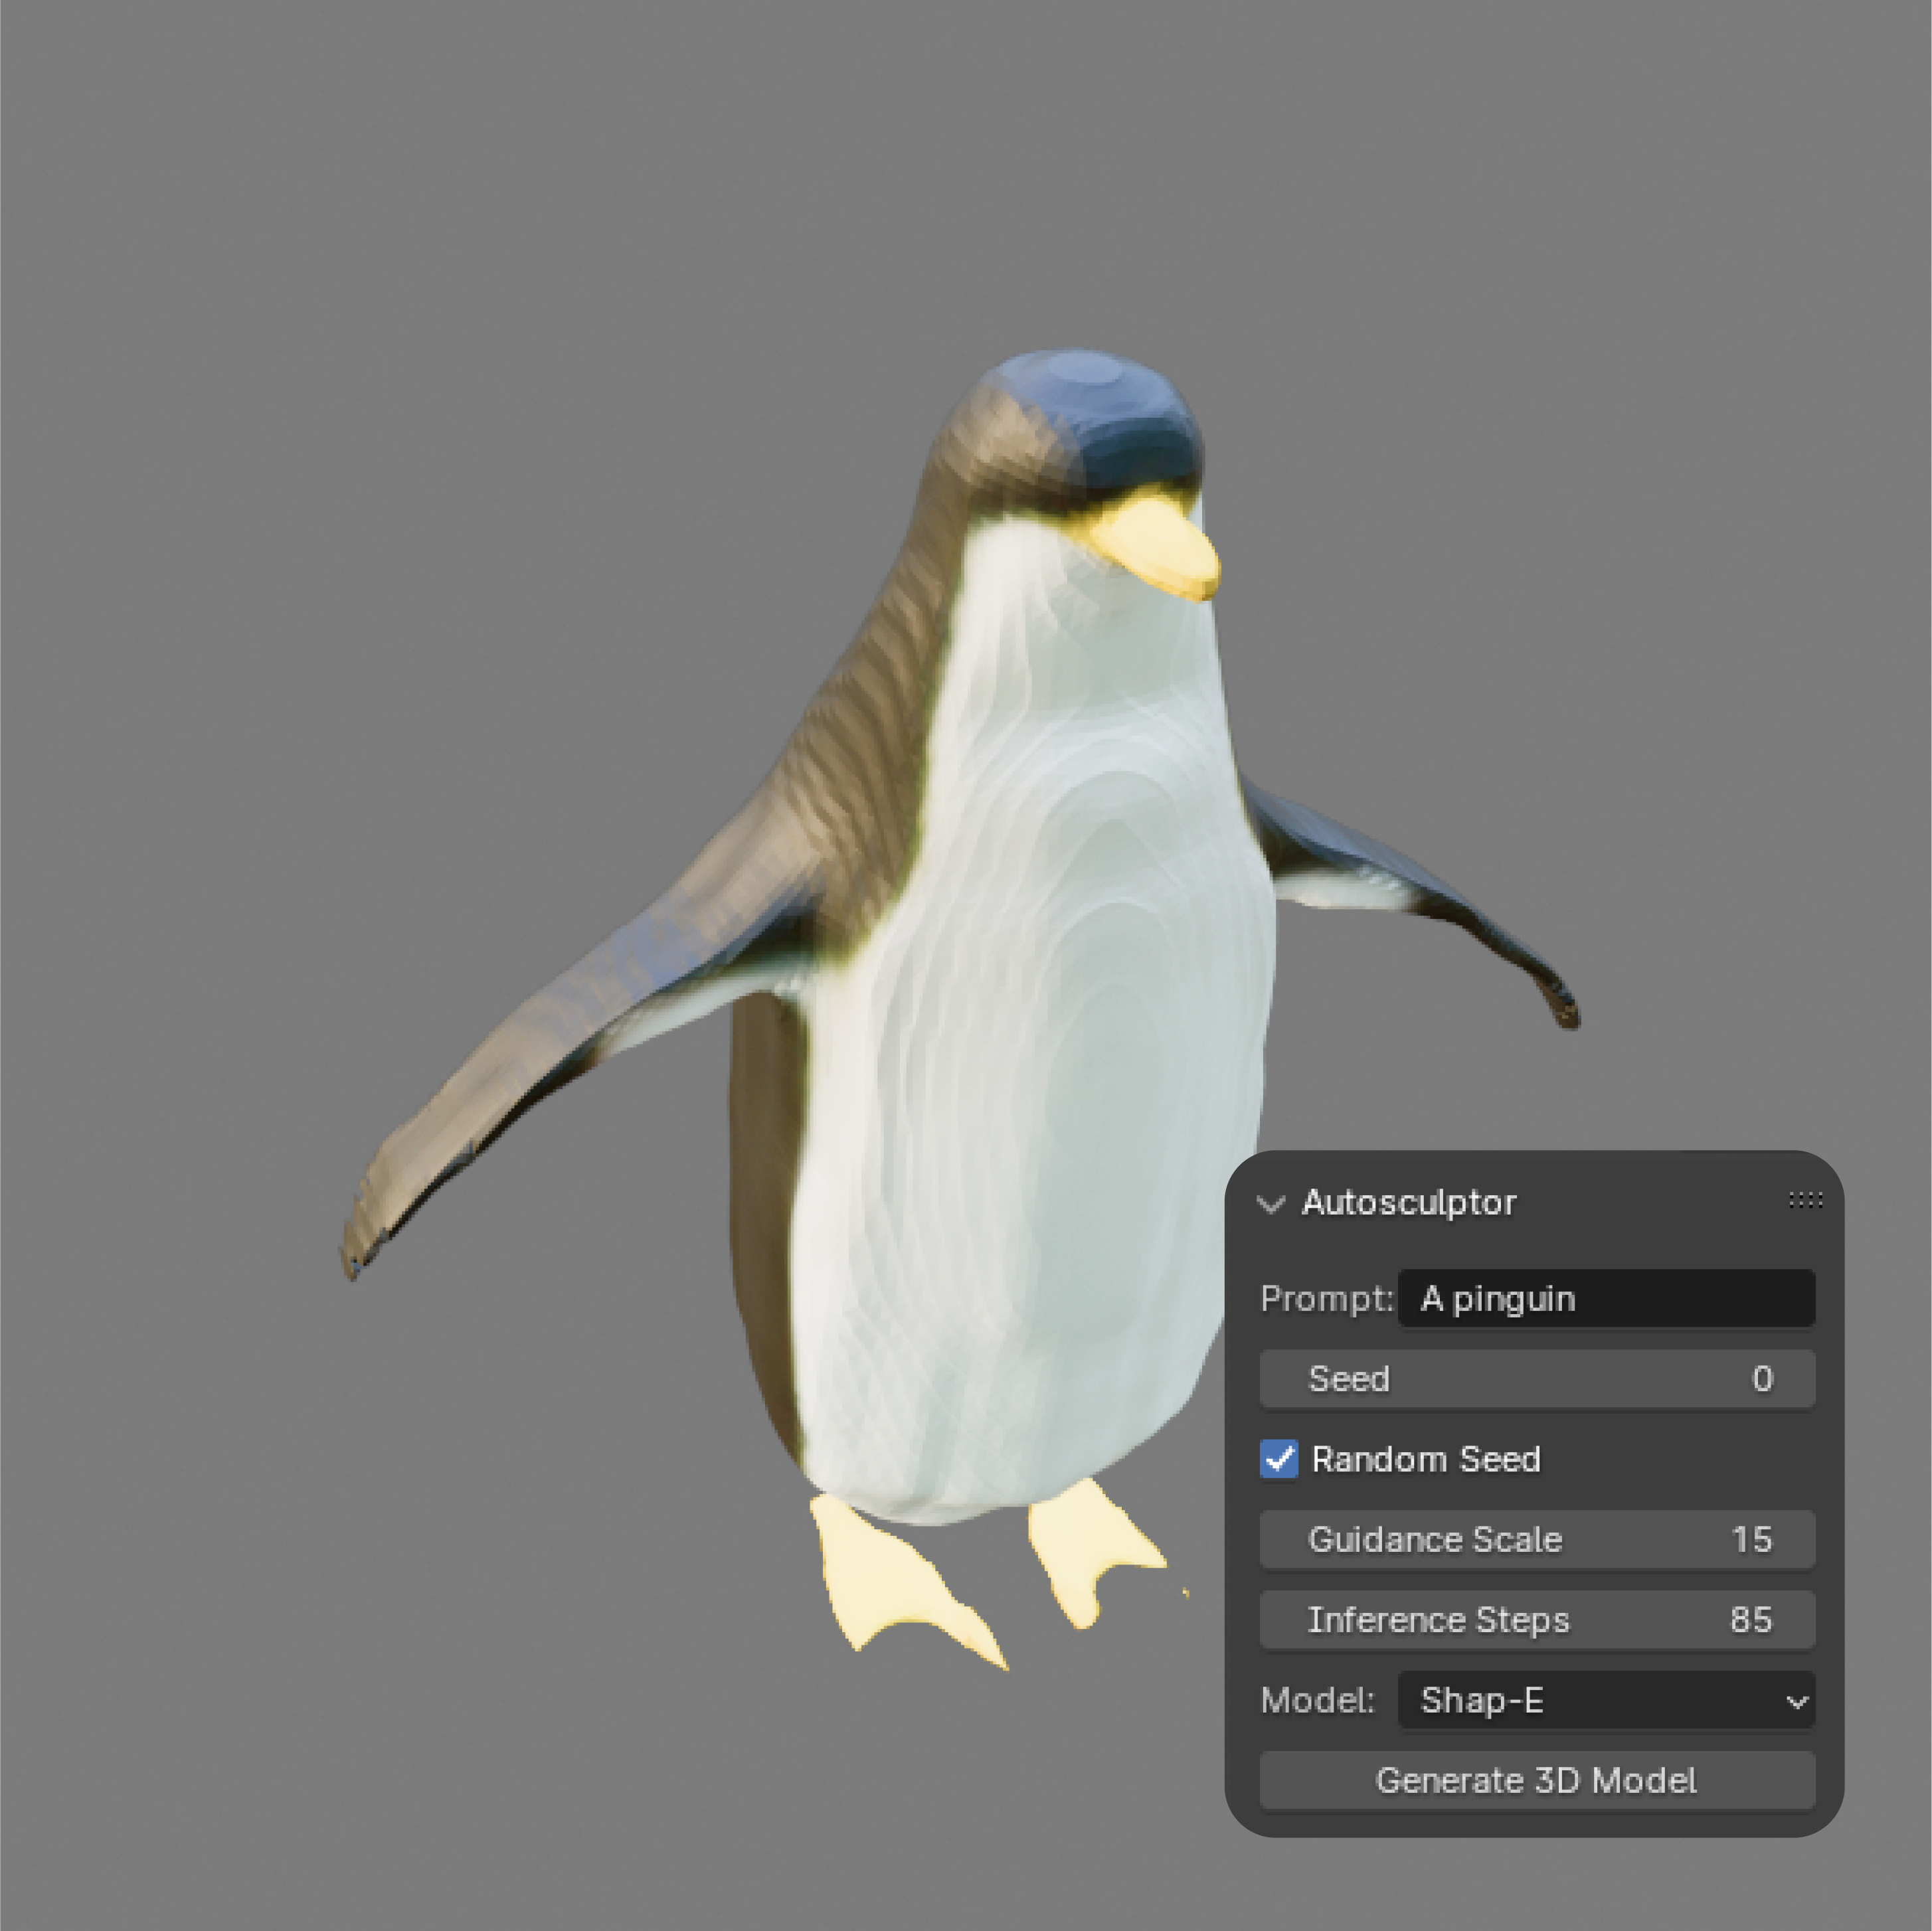 Autosculptor
Prompt: A pinguin
Seed 0
Random Seed
Guidance Scale 15
Inference Steps 85
Model: Shap-E
Generate 3D Model